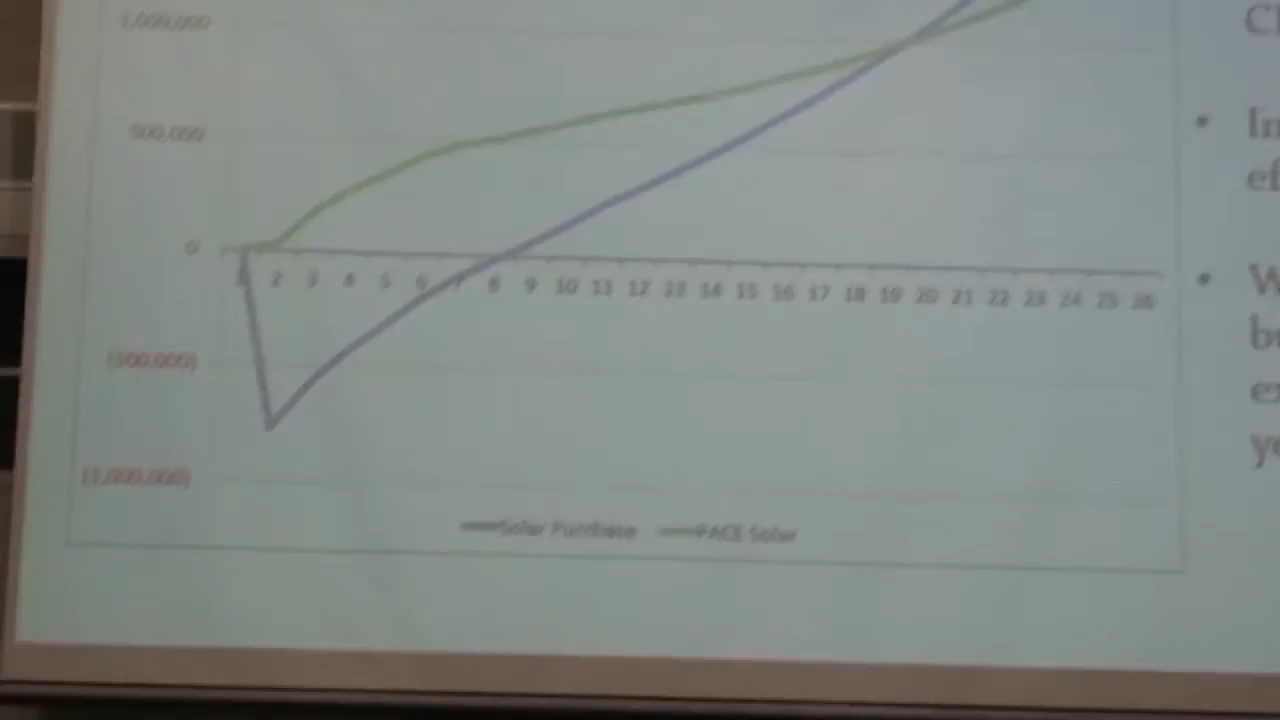 1,000,000
500,000
0
1 2 3 4 5 6 7 8 9 10 11 12 13 14 15 16 17 18 19 20 21 22 23 24 25 26
(500,000)
(1,000,000)
Solar Purchase PACE Solar